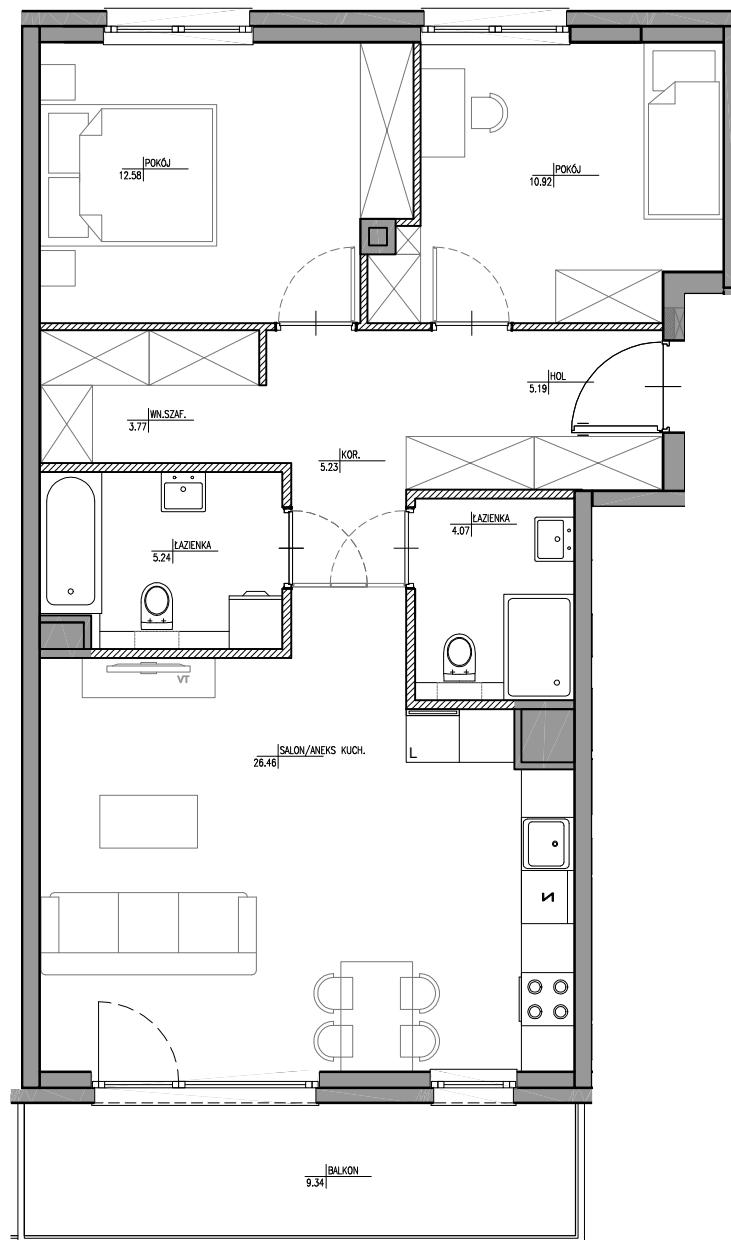 POKÓJ
12.58
POKÓJ
10.92
HOL
5.19
WN.SZAF.
3.77
KOR.
5.23
ŁAZIENKA
5.24
ŁAZIENKA
4.07
VT
SALON/ANEKS KUCH.
26.46
L
N
BALKON
9.34